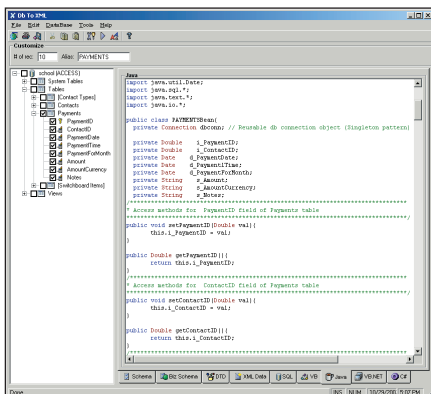 Db To XML
File Edit DataBase Tools Help
Customize
# of rec: 10 Alias: PAYMENTS
school (ACCESS)
System Tables
Tables
[Contact Types]
Contacts
Payments
PaymentID
ContactID
PaymentDate
PaymentTime
PaymentForMonth
Amount
AmountCurrency
Notes
[Switchboard Items]
Views
Java
import java.util.Date;
import java.sql.*;
import java.text.*;
import java.io.*;
public class PAYMENTSBean{
private Connection dbconn; // Reusable db connection object (Singleton pattern)
private Double i_PaymentID;
private Double i_ContactID;
private Date d_PaymentDate;
private Date d_PaymentTime;
private Date d_PaymentForMonth;
private String s_Amount;
private String s_AmountCurrency;
private String s_Notes;
* Access methods for PaymentID field of Payments table
public void setPaymentID(Double val){
this.i_PaymentID = val;
}
public Double getPaymentID(){
return this.i_PaymentID;
}
* Access methods for ContactID field of Payments table
public void setContactID(Double val){
this.i_ContactID = val;
}
public Double getContactID(){
return this.i_ContactID;
}
Schema Biz Schema DTD XML Data SQL VB Java VB.NET C#
Done INS NUM 10/29/200 5:07 PM